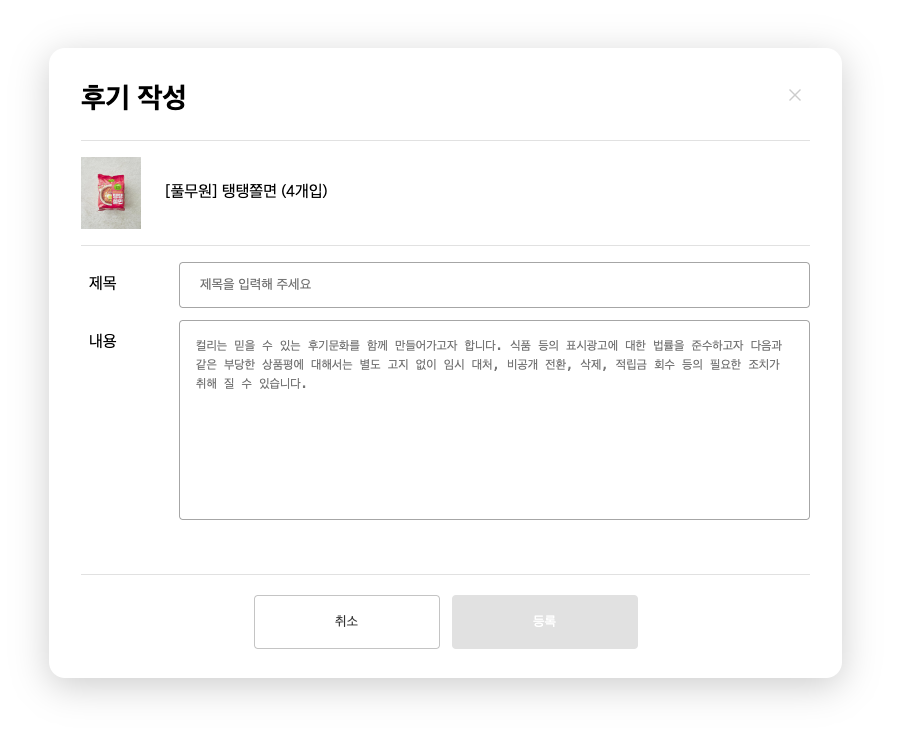 후기 작성
[풀무원] 탱탱쫄면 (4개입)
제목
제목을 입력해 주세요
내용
컬리는 믿을 수 있는 후기문화를 함께 만들어가고자 합니다. 식품 등의 표시광고에 대한 법률을 준수하고자 다음과
같은 부당한 상품평에 대해서는 별도 고지 없이 임시 대처, 비공개 전환, 삭제, 적립금 회수 등의 필요한 조치가
취해 질 수 있습니다.
취소
등록